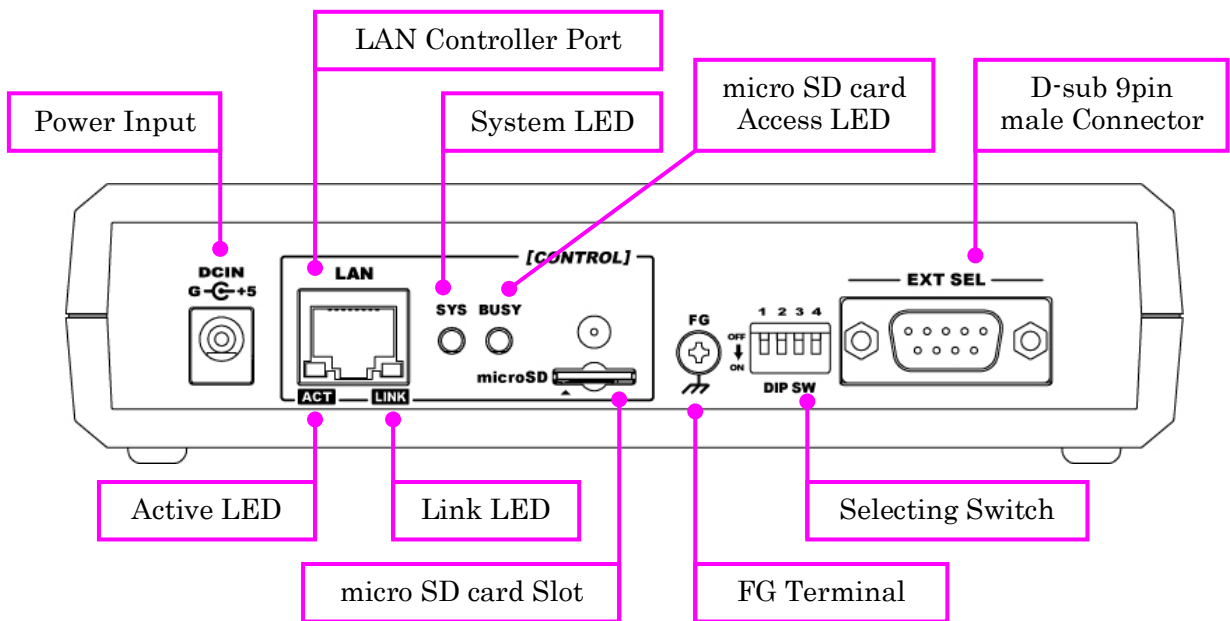 LAN Controller Port
Power Input
System LED
micro SD card
Access LED
D-sub 9pin
male Connector
[CONTROL]
DCIN
G +5
LAN
SYS BUSY
EXT SEL
FG
1 2 3 4
OFF
ON
microSD
DIP SW
ACT
LINK
Active LED
Link LED
Selecting Switch
micro SD card Slot
FG Terminal